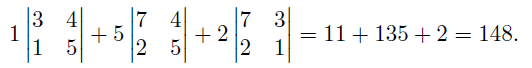 1 |3 4; 1 5| + 5 |7 4; 2 5| + 2 |7 3; 2 1| = 11 + 135 + 2 = 148.